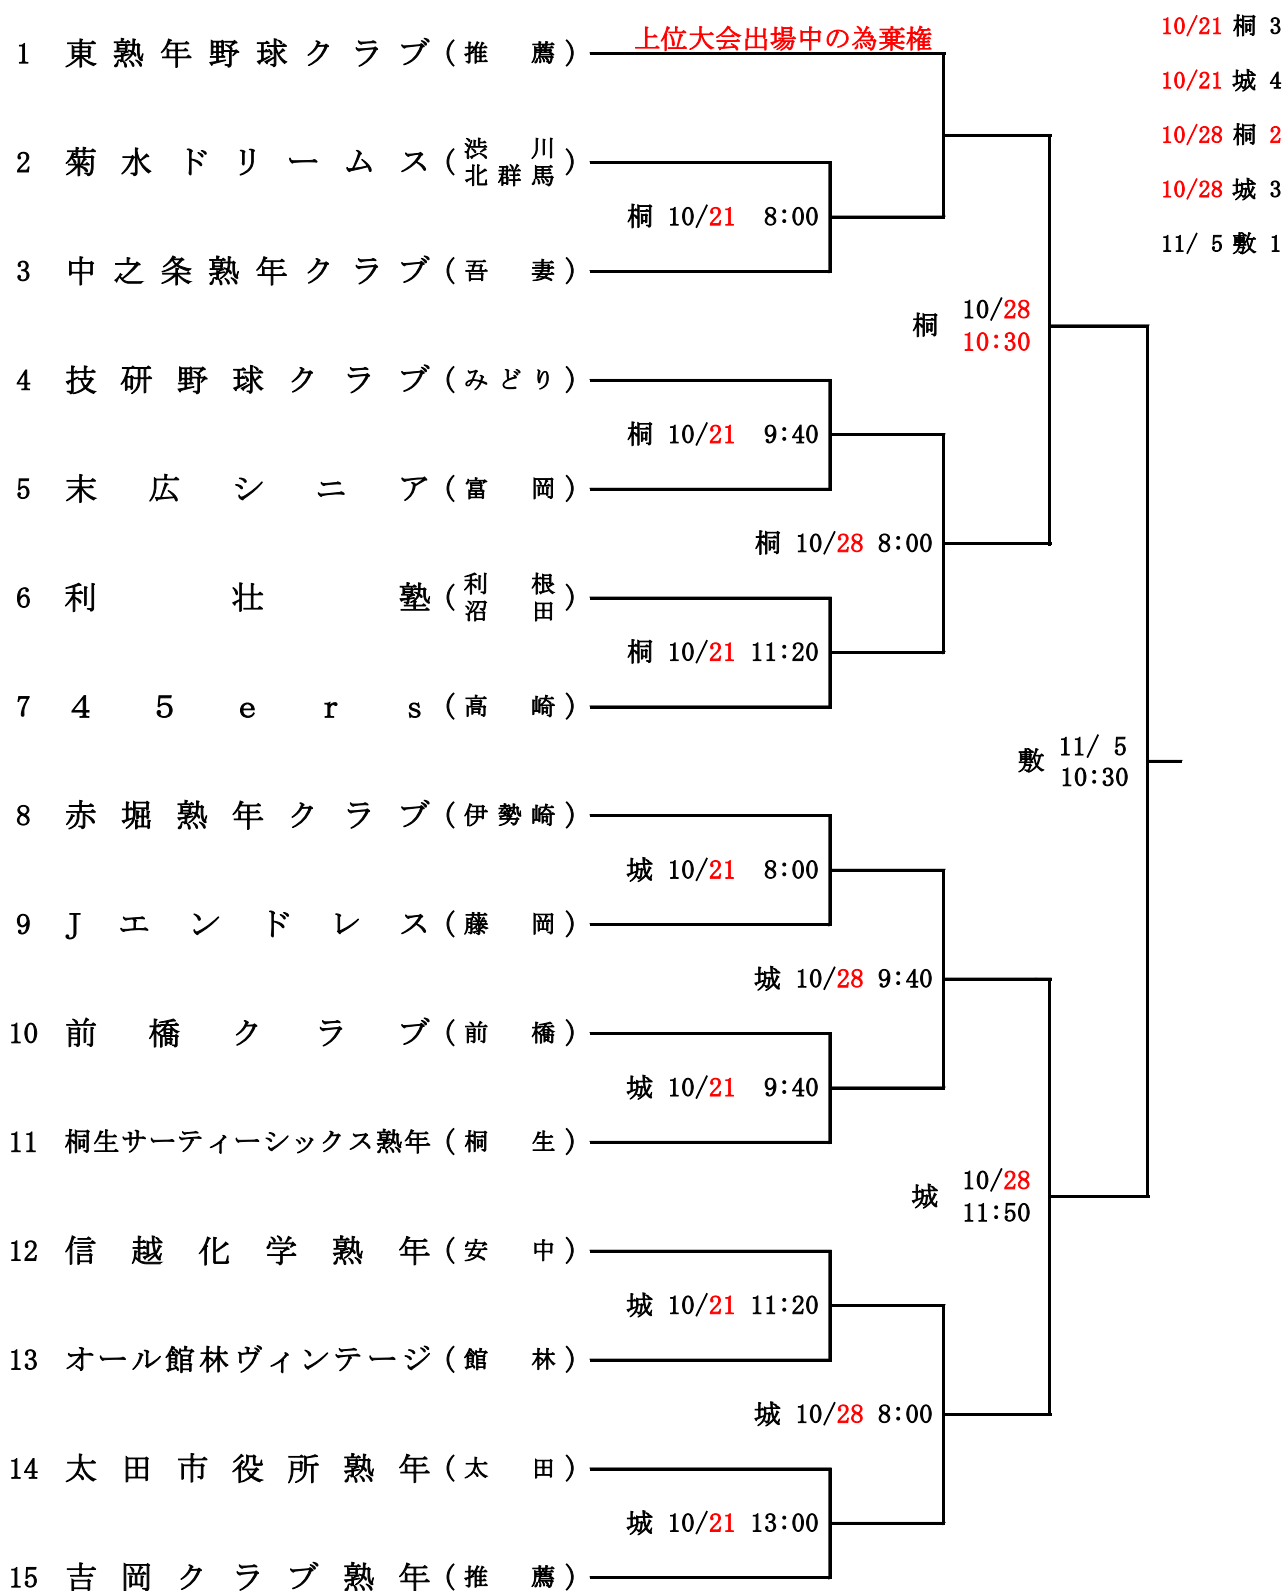 上位大会出場中の為棄権
10/21 桐 3
10/21 城 4
10/28 桐 2
10/28 城 3
11/ 5 敷 1
1 東熟年野球クラブ(推薦)
2 菊水ドリームス(渋川北群馬)
桐 10/21 8:00
3 中之条熟年クラブ(吾妻)
桐 10/28 10:30
4 技研野球クラブ(みどり)
桐 10/21 9:40
5 末広シニア(富岡)
桐 10/28 8:00
6 利壮塾(利根沼田)
桐 10/21 11:20
7 45ers(高崎)
敷 11/ 5 10:30
8 赤堀熟年クラブ(伊勢崎)
城 10/21 8:00
9 Jエンドレス(藤岡)
城 10/28 9:40
10 前橋クラブ(前橋)
城 10/21 9:40
11 桐生サーティーシックス熟年(桐生)
城 10/28 11:50
12 信越化学熟年(安中)
城 10/21 11:20
13 オール館林ヴィンテージ(館林)
城 10/28 8:00
14 太田市役所熟年(太田)
城 10/21 13:00
15 吉岡クラブ熟年(推薦)